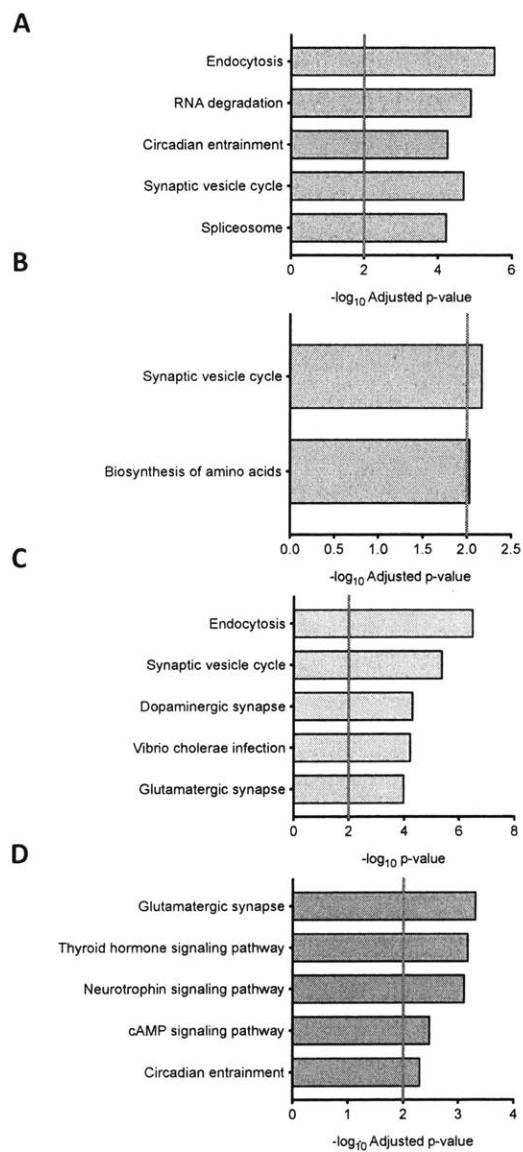 A
Endocytosis
RNA degradation
Circadian entrainment
Synaptic vesicle cycle
Spliceosome
0 2 4 6
-log10 Adjusted p-value
B
Synaptic vesicle cycle
Biosynthesis of amino acids
0.0 0.5 1.0 1.5 2.0 2.5
-log10 Adjusted p-value
C
Endocytosis
Synaptic vesicle cycle
Dopaminergic synapse
Vibrio cholerae infection
Glutamatergic synapse
0 2 4 6 8
-log10 p-value
D
Glutamatergic synapse
Thyroid hormone signaling pathway
Neurotrophin signaling pathway
cAMP signaling pathway
Circadian entrainment
0 1 2 3 4
-log10 Adjusted p-value